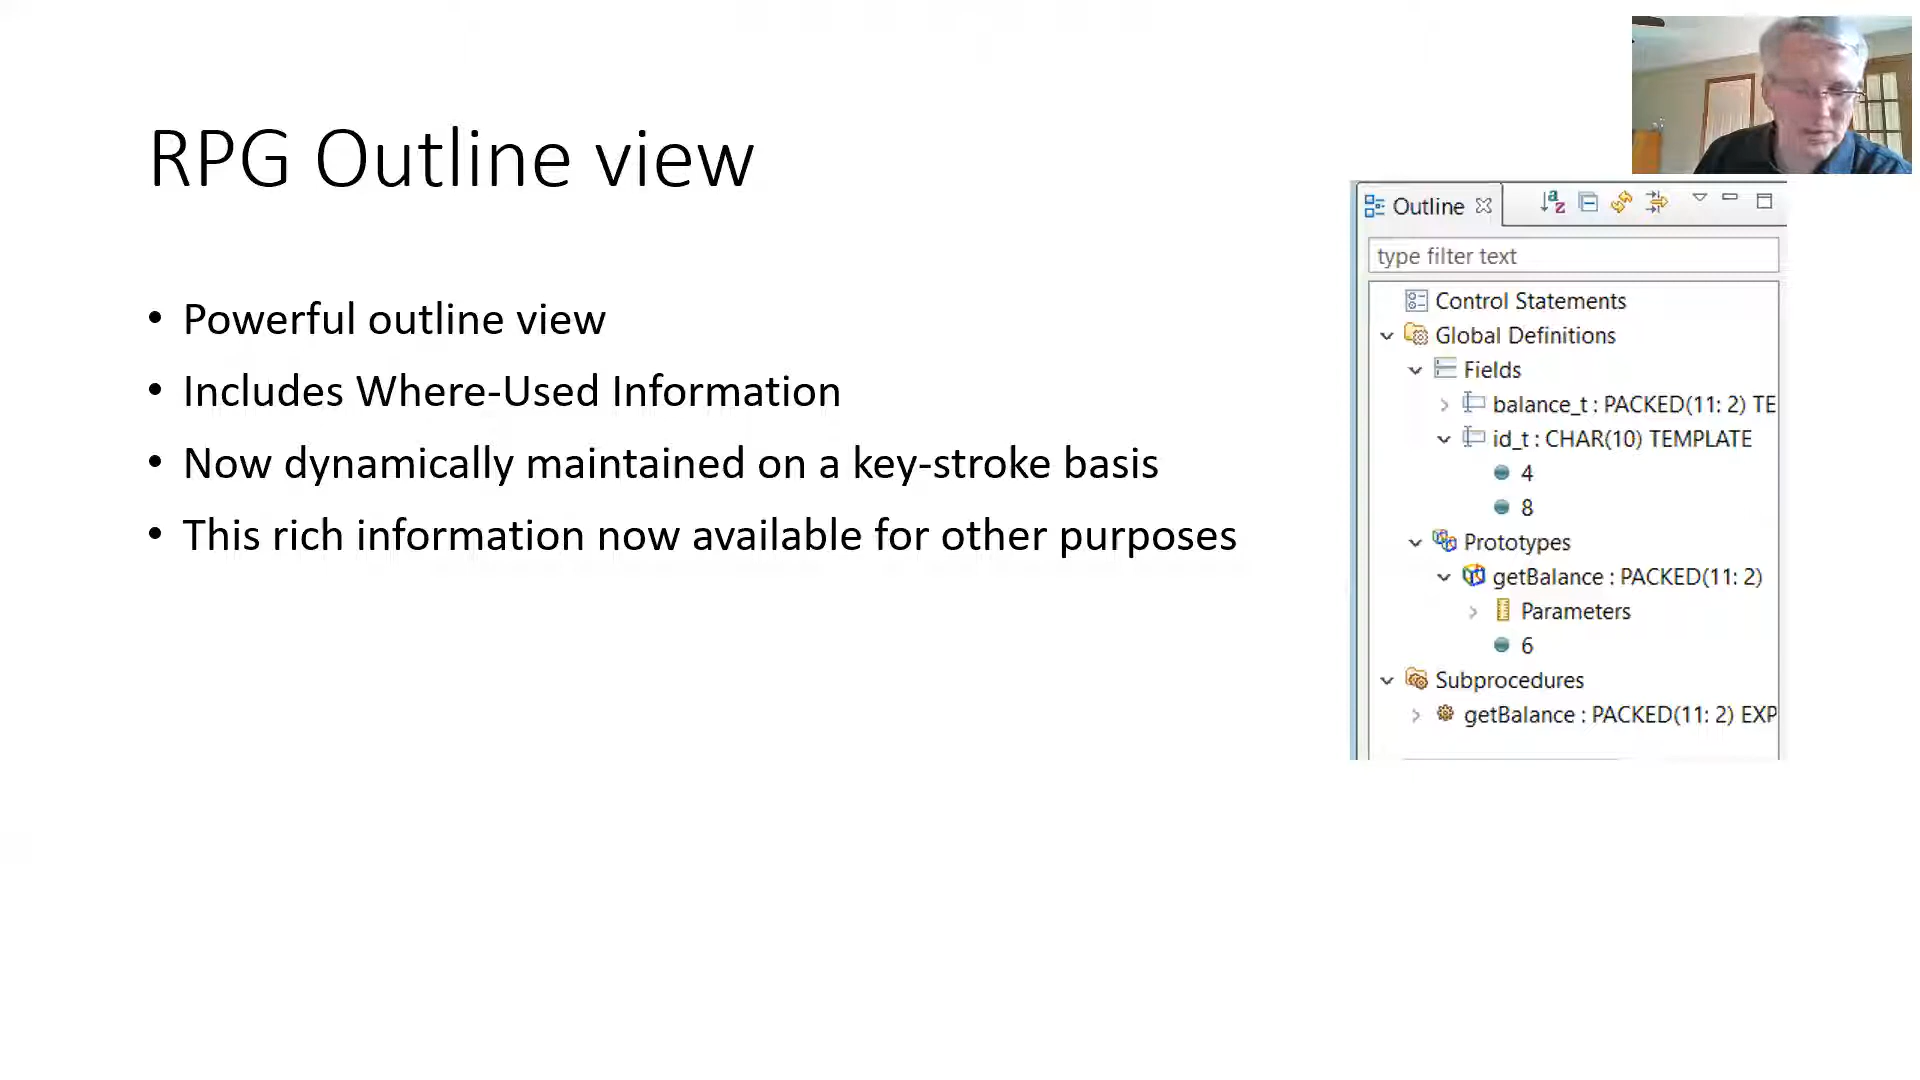 RPG Outline view
• Powerful outline view
• Includes Where-Used Information
• Now dynamically maintained on a key-stroke basis
• This rich information now available for other purposes
Outline
type filter text
Control Statements
Global Definitions
Fields
balance_t : PACKED(11: 2) TE
id_t : CHAR(10) TEMPLATE
4
8
Prototypes
getBalance : PACKED(11: 2)
Parameters
6
Subprocedures
getBalance : PACKED(11: 2) EXP